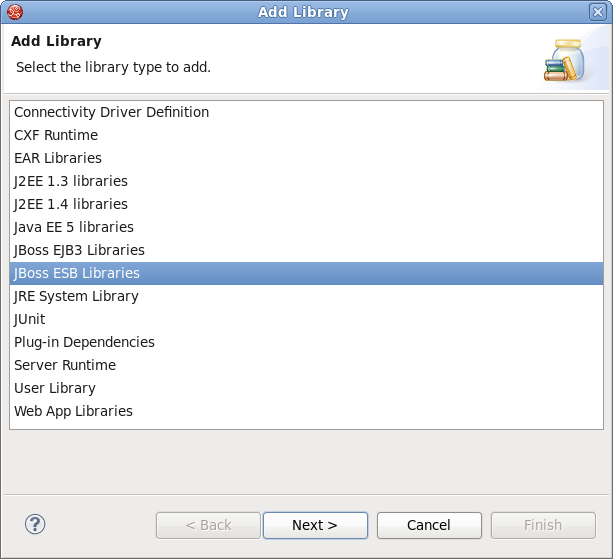 Add Library
Add Library
Select the library type to add.
Connectivity Driver Definition
CXF Runtime
EAR Libraries
J2EE 1.3 libraries
J2EE 1.4 libraries
Java EE 5 libraries
JBoss EJB3 Libraries
JBoss ESB Libraries
JRE System Library
JUnit
Plug-in Dependencies
Server Runtime
User Library
Web App Libraries
? < Back Next > Cancel Finish